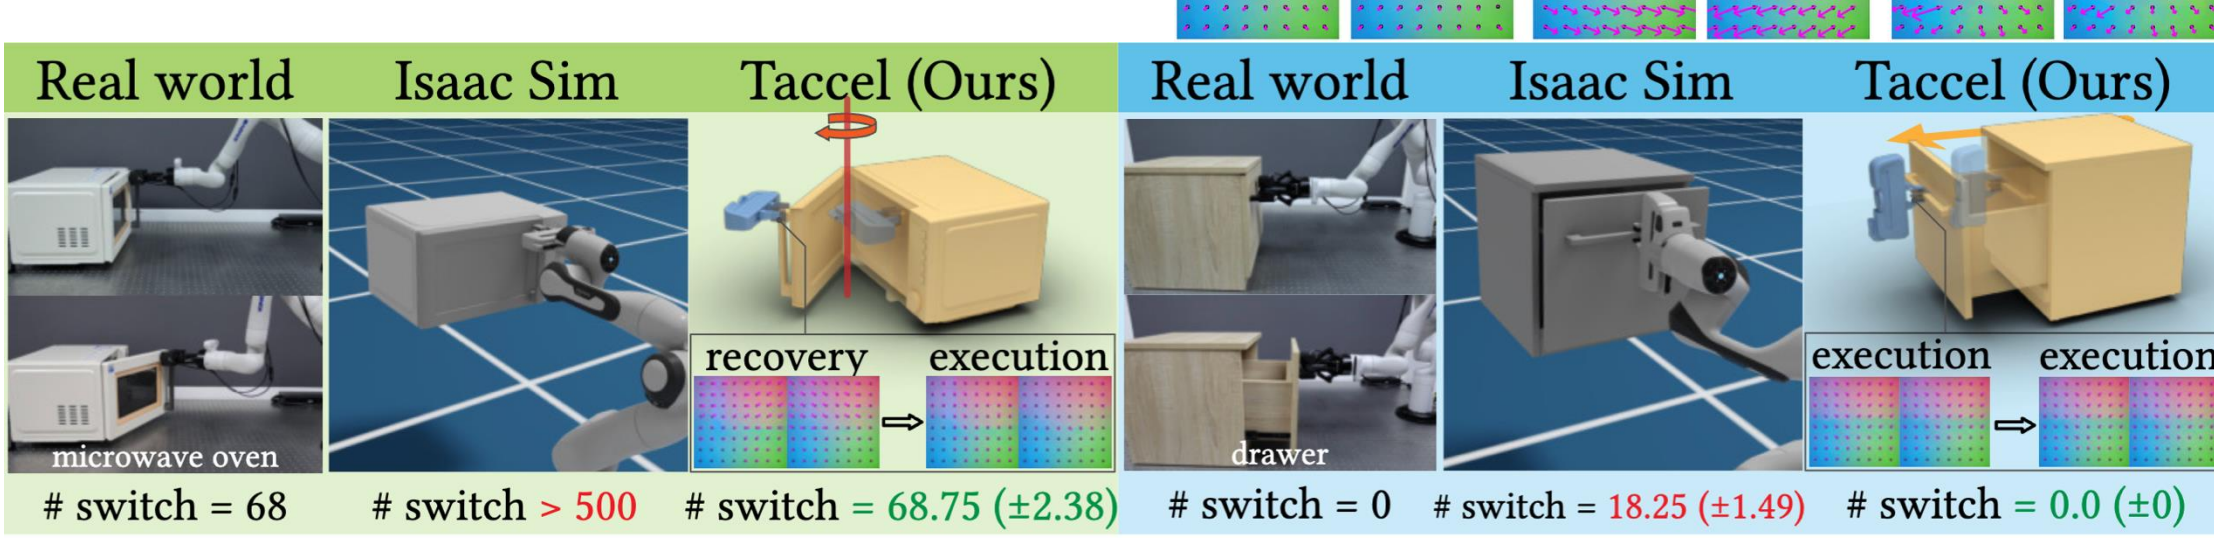 Real world
Isaac Sim
Taccel (Ours)
Real world
Isaac Sim
Taccel (Ours)
recovery
execution
execution
execution
microwave oven
drawer
# switch = 68
# switch > 500
# switch = 68.75 (±2.38)
# switch = 0
# switch = 18.25 (±1.49)
# switch = 0.0 (±0)